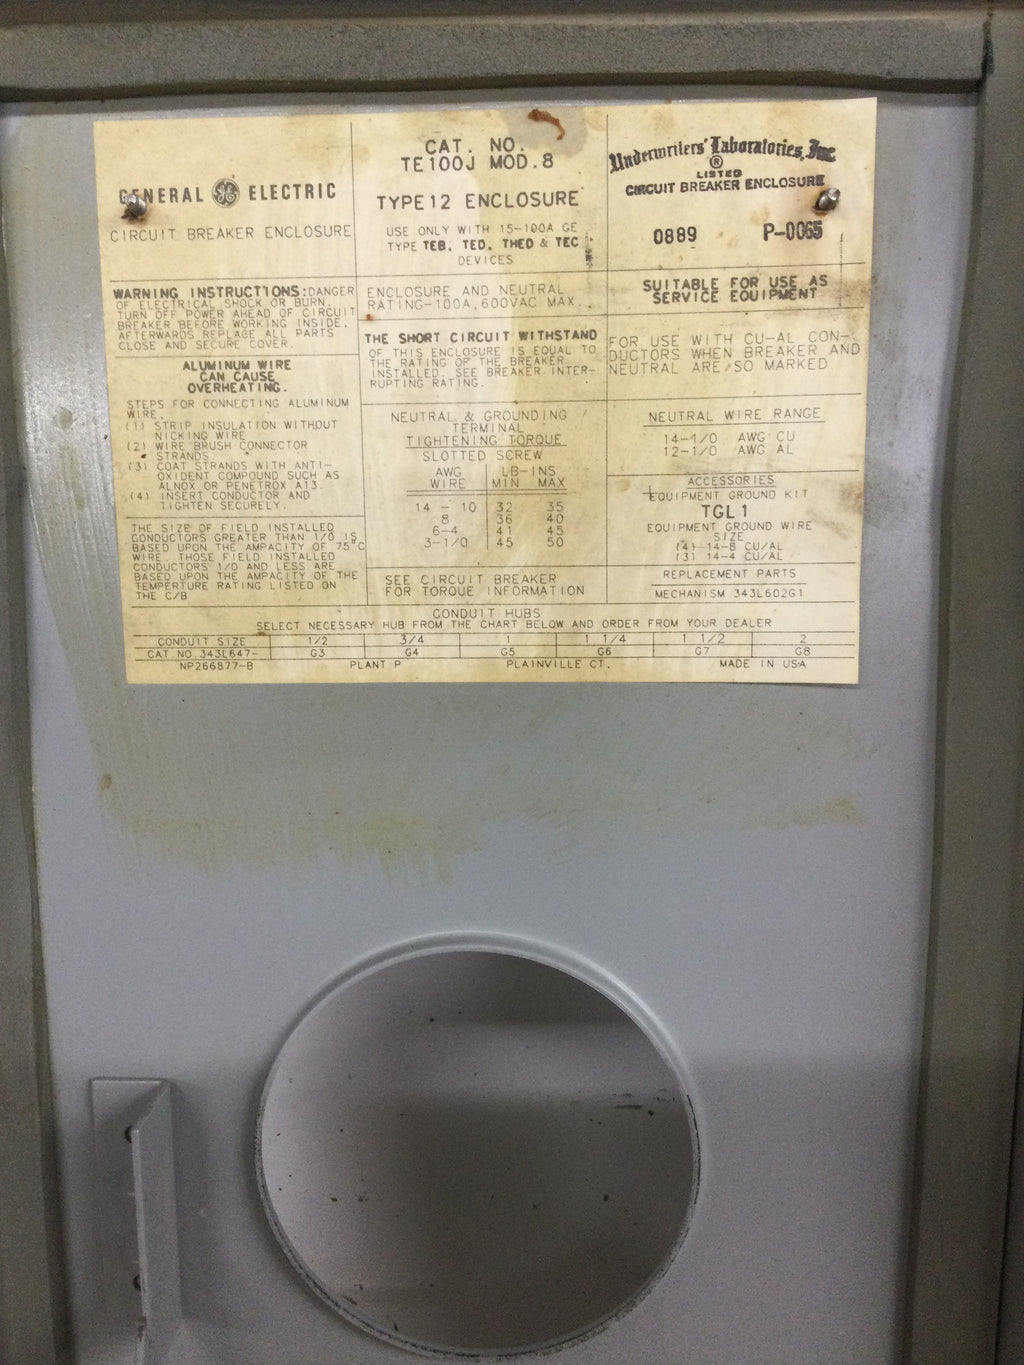 GENERAL GE ELECTRIC
CIRCUIT BREAKER ENCLOSURE
CAT. NO.
TE100J MOD.8
TYPE 12 ENCLOSURE
USE ONLY WITH 15-100A GE
TYPE TEB, TED, THED & TEC
DEVICES
Underwriters' Laboratories, Inc.
®
LISTED
CIRCUIT BREAKER ENCLOSURE
0889 P-0065
WARNING INSTRUCTIONS: DANGER
OF ELECTRICAL SHOCK OR BURN.
TURN OFF POWER AHEAD OF CIRCUIT
BREAKER BEFORE WORKING INSIDE.
AFTERWARDS REPLACE ALL PARTS
CLOSE AND SECURE COVER.
ALUMINUM WIRE
CAN CAUSE
OVERHEATING.
STEPS FOR CONNECTING ALUMINUM
WIRE.
(1) STRIP INSULATION WITHOUT
NICKING WIRE
(2) WIRE BRUSH CONNECTOR
STRANDS
(3) COAT STRANDS WITH ANTI-
OXIDENT COMPOUND SUCH AS
ALNOX OR PENETROX A13.
(4) INSERT CONDUCTOR AND
TIGHTEN SECURELY.
THE SIZE OF FIELD INSTALLED
CONDUCTORS GREATER THAN 1/0 IS
BASED UPON THE AMPACITY OF 75°C
WIRE. THOSE FIELD INSTALLED
CONDUCTORS 1/0 AND LESS ARE
BASED UPON THE AMPACITY OF THE
TEMPERTURE RATING LISTED ON
THE C/B
ENCLOSURE AND NEUTRAL
RATING-100A, 600VAC MAX.
THE SHORT CIRCUIT WITHSTAND
OF THIS ENCLOSURE IS EQUAL TO
THE RATING OF THE BREAKER
INSTALLED. SEE BREAKER INTER-
RUPTING RATING.
NEUTRAL & GROUNDING
TERMINAL
TIGHTENING TORQUE
SLOTTED SCREW
AWG LB-INS
WIRE MIN MAX
14 - 10 32 35
8 36 40
6-4 41 45
3-1/0 45 50
SEE CIRCUIT BREAKER
FOR TORQUE INFORMATION
SUITABLE FOR USE AS
SERVICE EQUIPMENT
FOR USE WITH CU-AL CON-
DUCTORS WHEN BREAKER AND
NEUTRAL ARE SO MARKED
NEUTRAL WIRE RANGE
14-1/0 AWG CU
12-1/0 AWG AL
ACCESSORIES
EQUIPMENT GROUND KIT
TGL1
EQUIPMENT GROUND WIRE
SIZE
(4) 14-8 CU/AL
(3) 14-4 CU/AL
REPLACEMENT PARTS
MECHANISM 343L602G1
CONDUIT HUBS
SELECT NECESSARY HUB FROM THE CHART BELOW AND ORDER FROM YOUR DEALER
CONDUIT SIZE 1/2 3/4 1 1 1/4 1 1/2 2
CAT NO.343L647- G3 G4 G5 G6 G7 G8
NP266877-B PLANT P PLAINVILLE CT. MADE IN USA